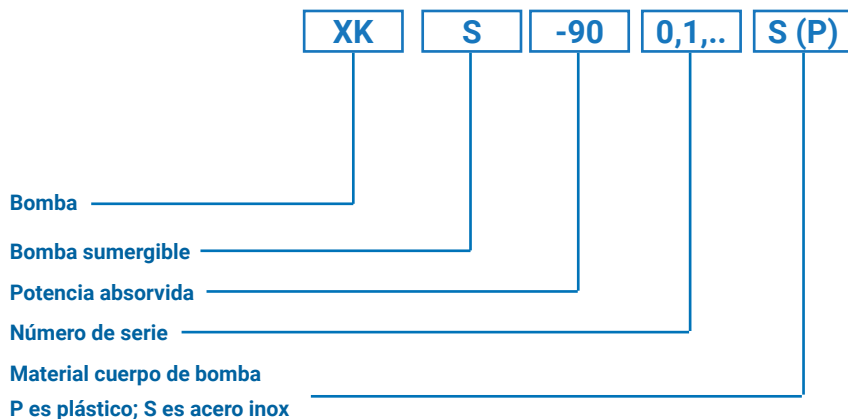 XK S -90 0,1,.. S (P)
Bomba
Bomba sumergible
Potencia absorvida
Número de serie
Material cuerpo de bomba
P es plástico; S es acero inox